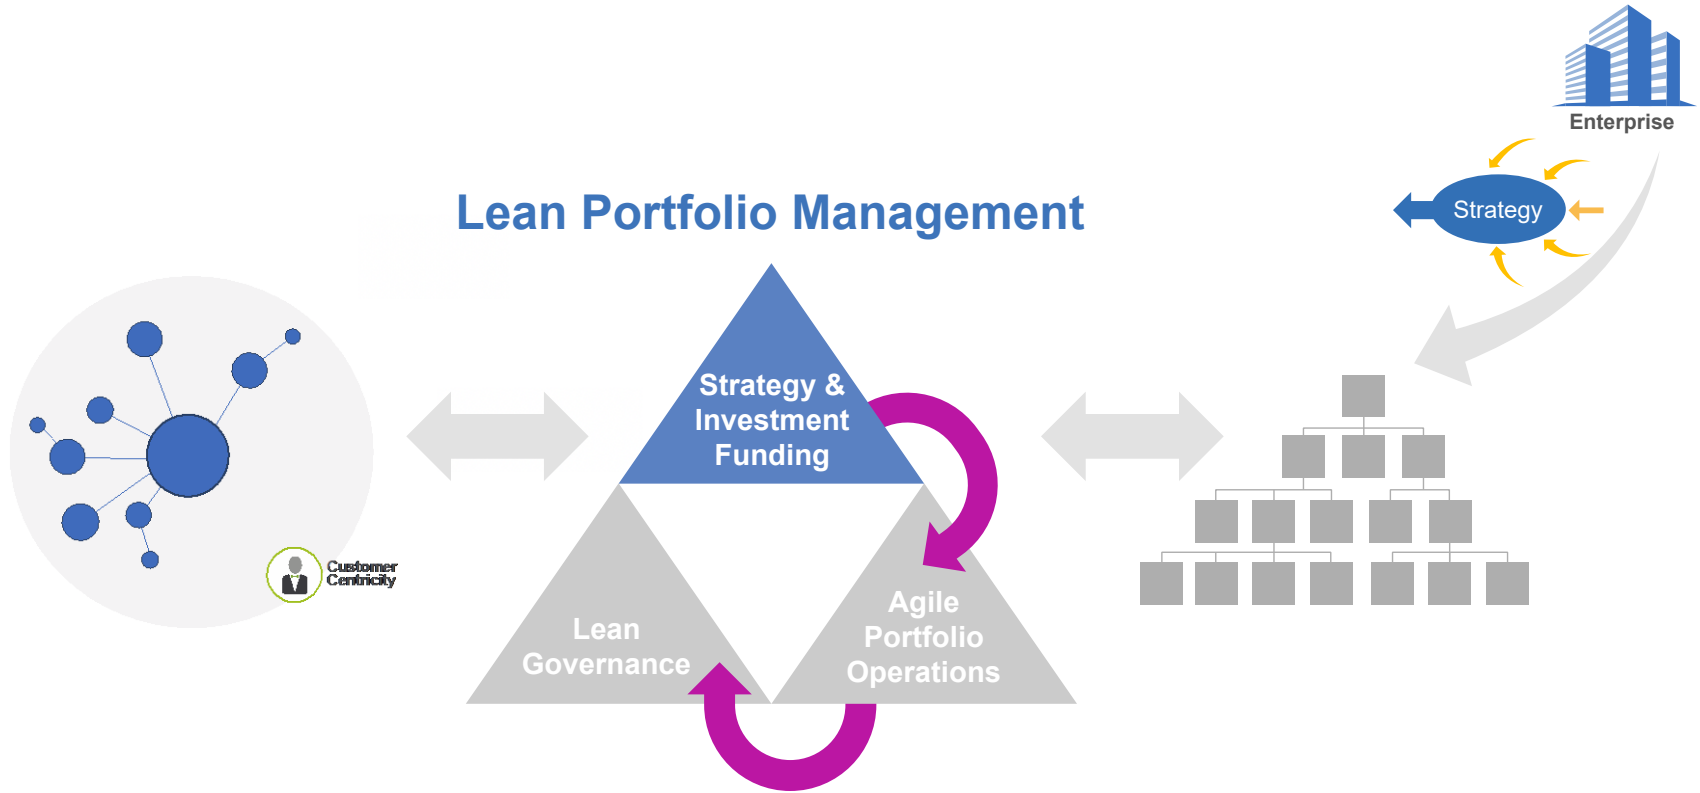 Enterprise
Strategy
Lean Portfolio Management
Strategy &
Investment
Funding
Customer
Centricity
Lean
Governance
Agile
Portfolio
Operations